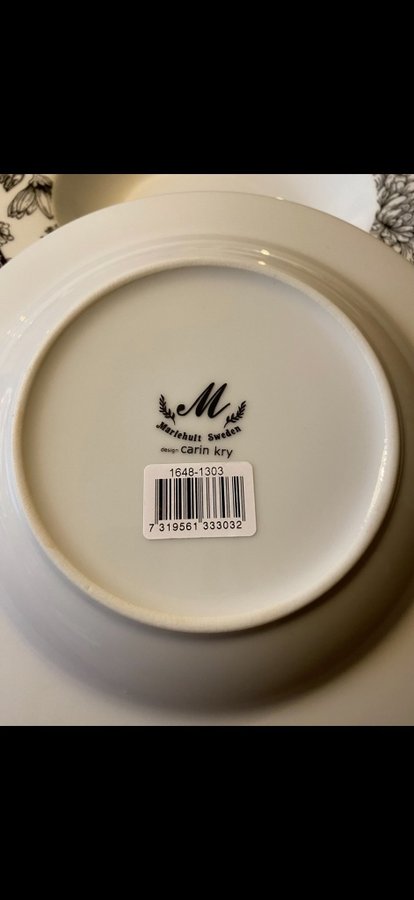 M
Mariehult Sweden
design carin kry
1648-1303
7 319561 333032